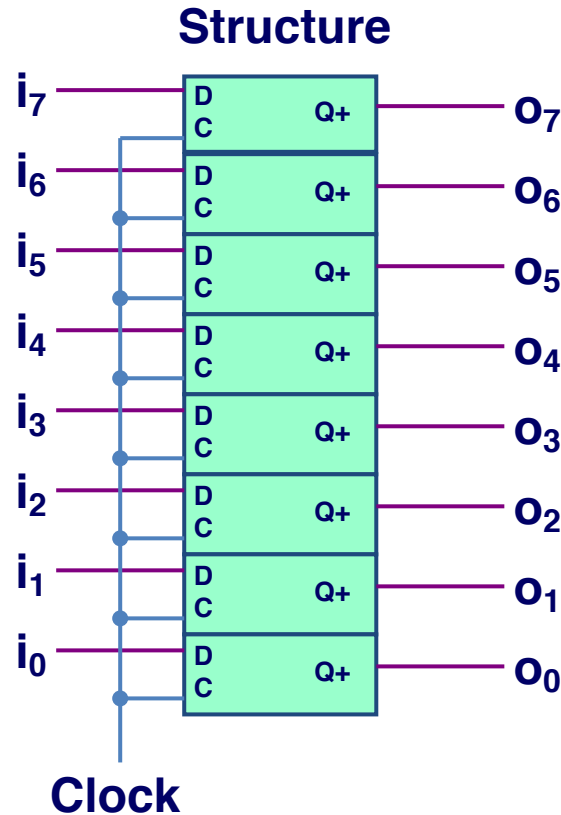 Structure
i7 D Q+ o7
C
i6 D Q+ o6
C
i5 D Q+ o5
C
i4 D Q+ o4
C
i3 D Q+ o3
C
i2 D Q+ o2
C
i1 D Q+ o1
C
i0 D Q+ o0
C
Clock